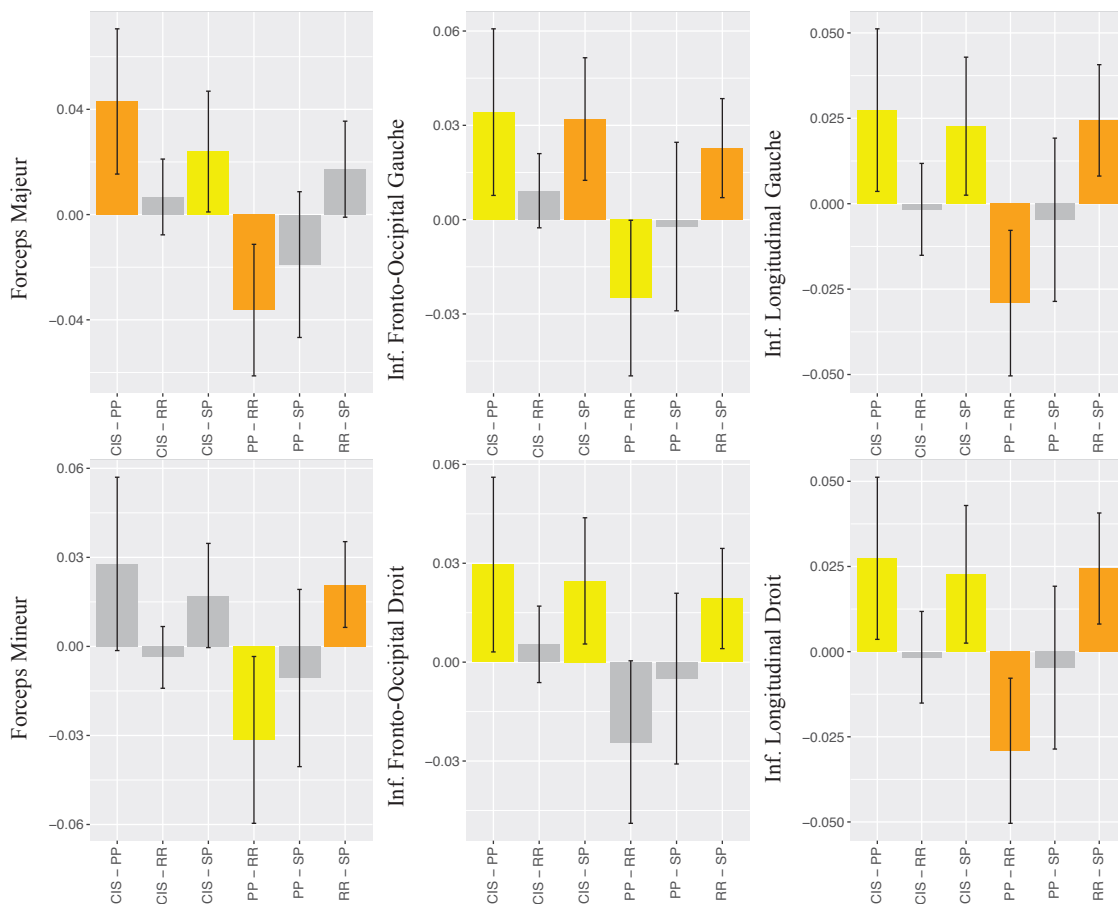 Forceps Majeur
0.04
0.00
−0.04
CIS − PP
CIS − RR
CIS − SP
PP − RR
PP − SP
RR − SP
Inf. Fronto-Occipital Gauche
0.06
0.03
0.00
−0.03
CIS − PP
CIS − RR
CIS − SP
PP − RR
PP − SP
RR − SP
Inf. Longitudinal Gauche
0.050
0.025
0.000
−0.025
−0.050
CIS − PP
CIS − RR
CIS − SP
PP − RR
PP − SP
RR − SP
Forceps Mineur
0.06
0.03
0.00
−0.03
−0.06
CIS − PP
CIS − RR
CIS − SP
PP − RR
PP − SP
RR − SP
Inf. Fronto-Occipital Droit
0.06
0.03
0.00
−0.03
CIS − PP
CIS − RR
CIS − SP
PP − RR
PP − SP
RR − SP
Inf. Longitudinal Droit
0.050
0.025
0.000
−0.025
−0.050
CIS − PP
CIS − RR
CIS − SP
PP − RR
PP − SP
RR − SP